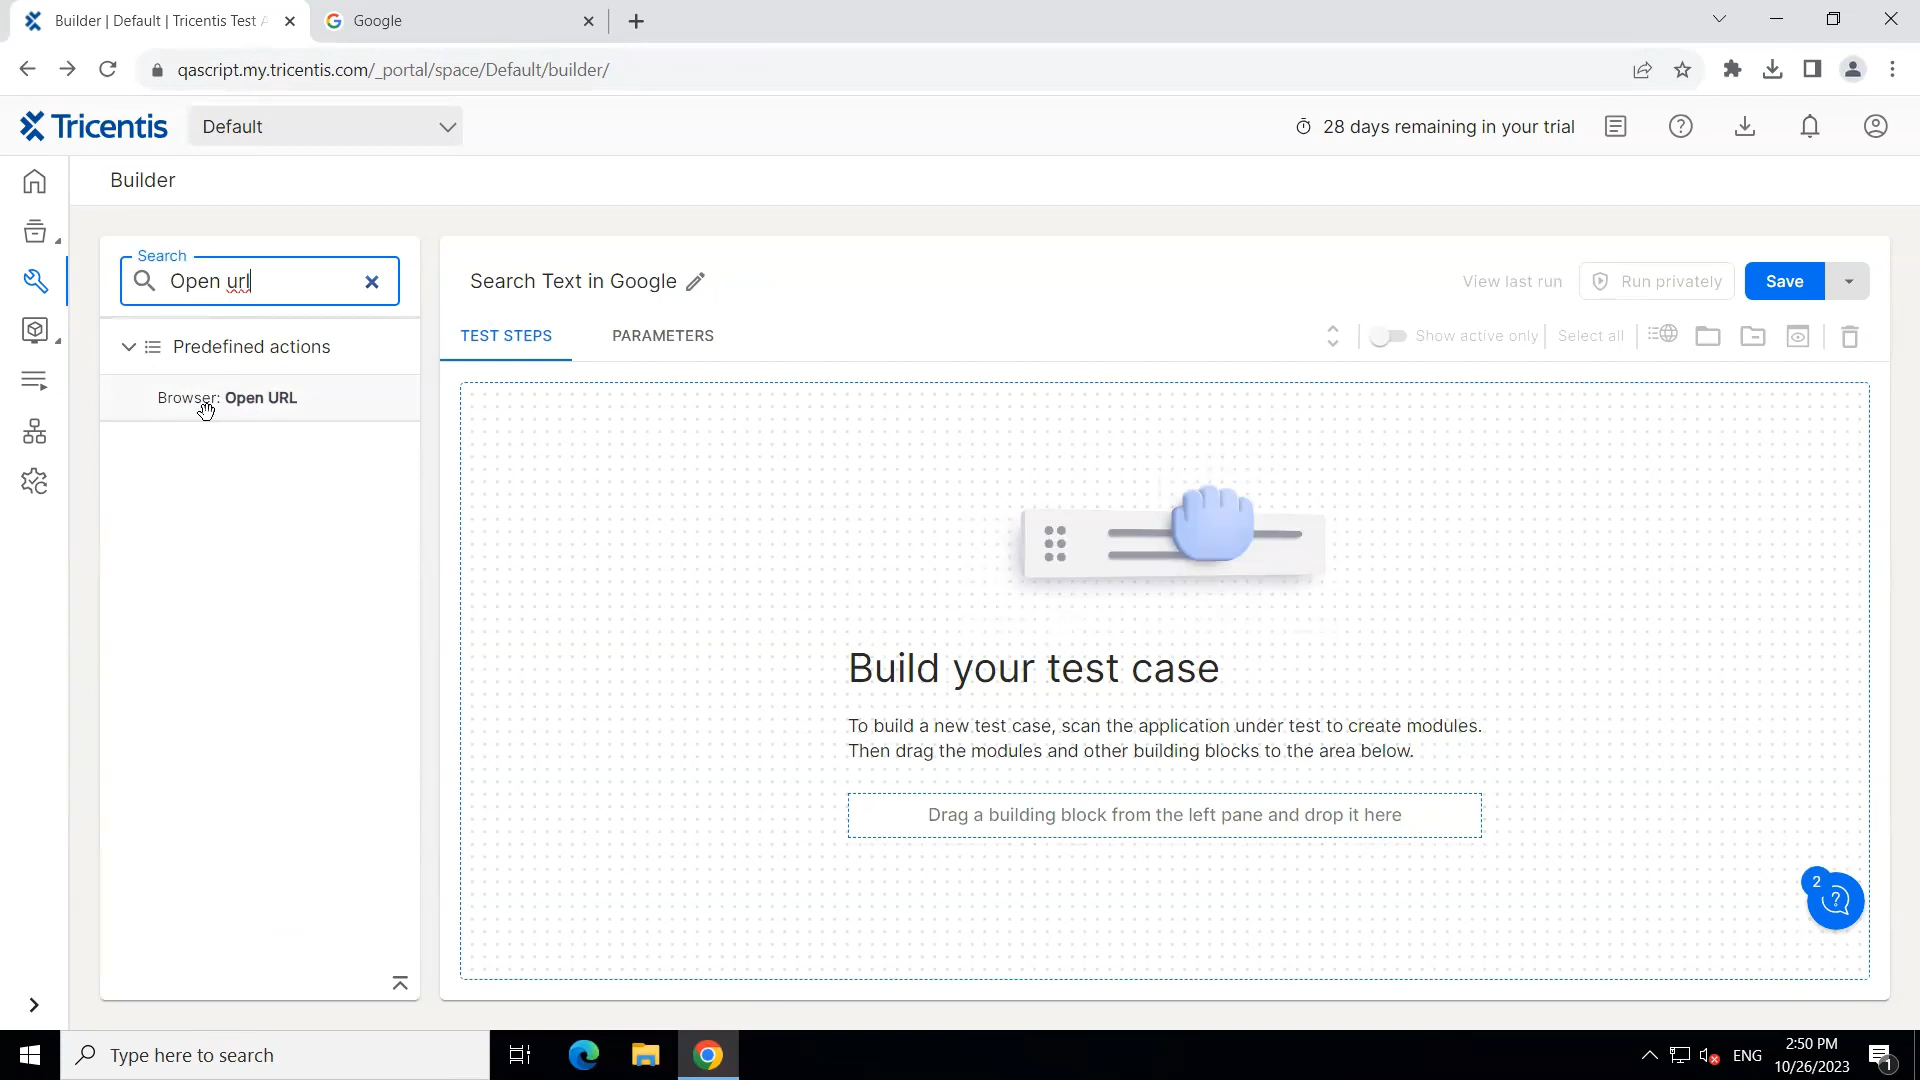 Builder | Default | Tricentis Test A
Google
qascript.my.tricentis.com/_portal/space/Default/builder/
Tricentis
Default
28 days remaining in your trial
Builder
Search
Open url
Predefined actions
Browser: Open URL
Search Text in Google
View last run
Run privately
Save
TEST STEPS
PARAMETERS
Show active only
Select all
Build your test case
To build a new test case, scan the application under test to create modules.
Then drag the modules and other building blocks to the area below.
Drag a building block from the left pane and drop it here
2
Type here to search
ENG
2:50 PM
10/26/2023
1